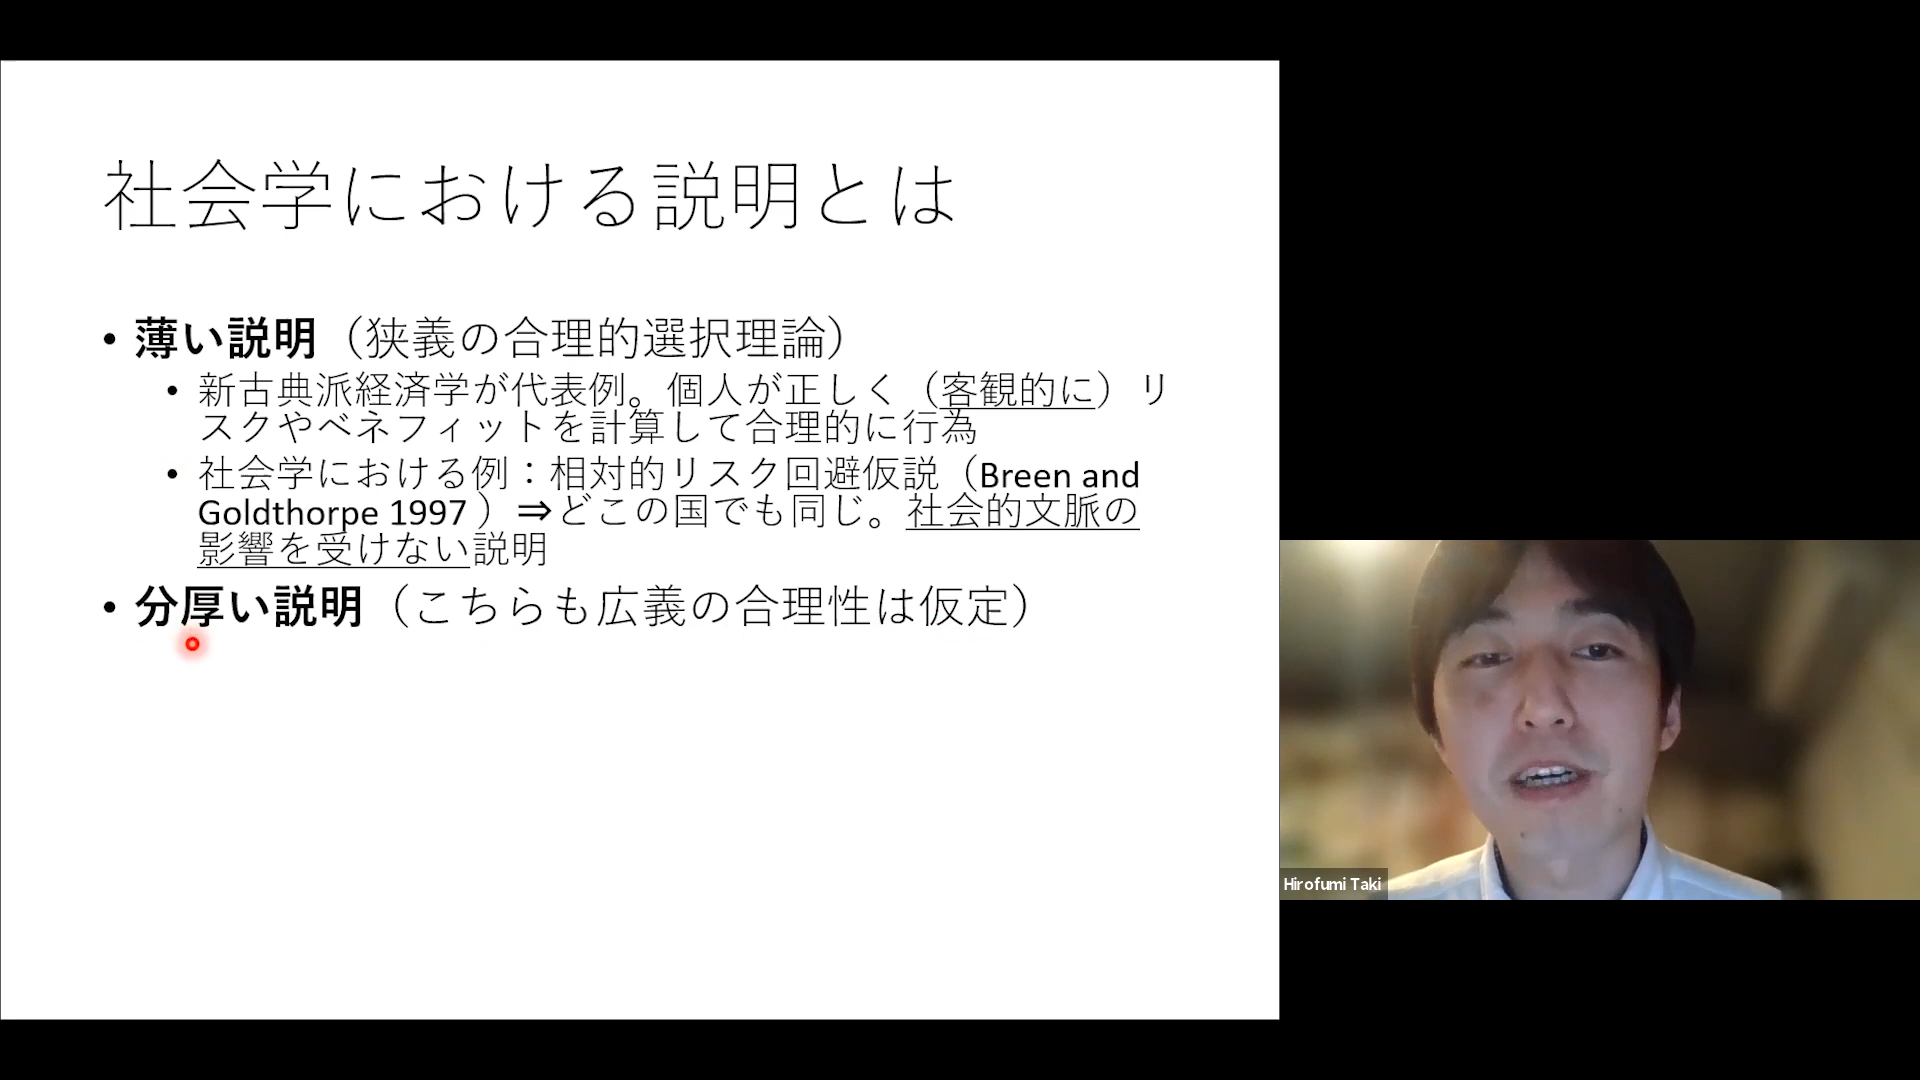 社会学における説明とは
• 薄い説明（狭義の合理的選択理論）
• 新古典派経済学が代表例。個人が正しく（客観的に）リ
スクやベネフィットを計算して合理的に行為
• 社会学における例：相対的リスク回避仮説（Breen and
Goldthorpe 1997 ）⇒どこの国でも同じ。社会的文脈の
影響を受けない説明
• 分厚い説明（こちらも広義の合理性は仮定）
Hirofumi Taki